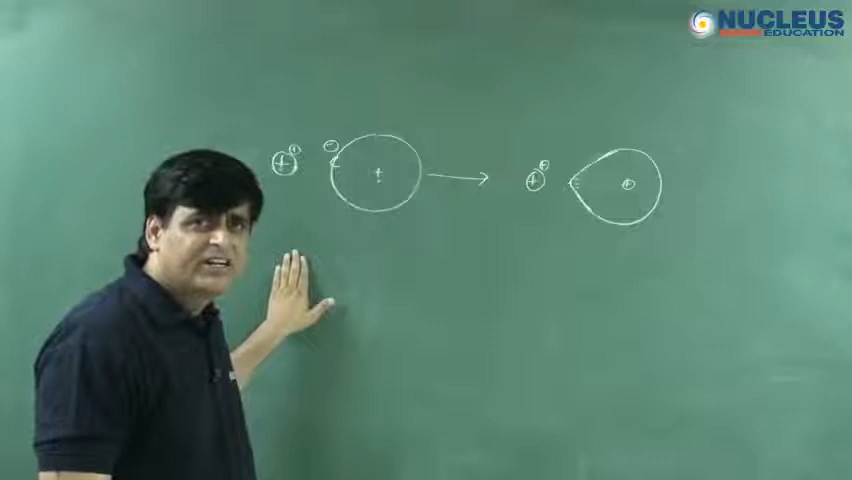 NUCLEUS
EDUCATION
+ + - + + + +